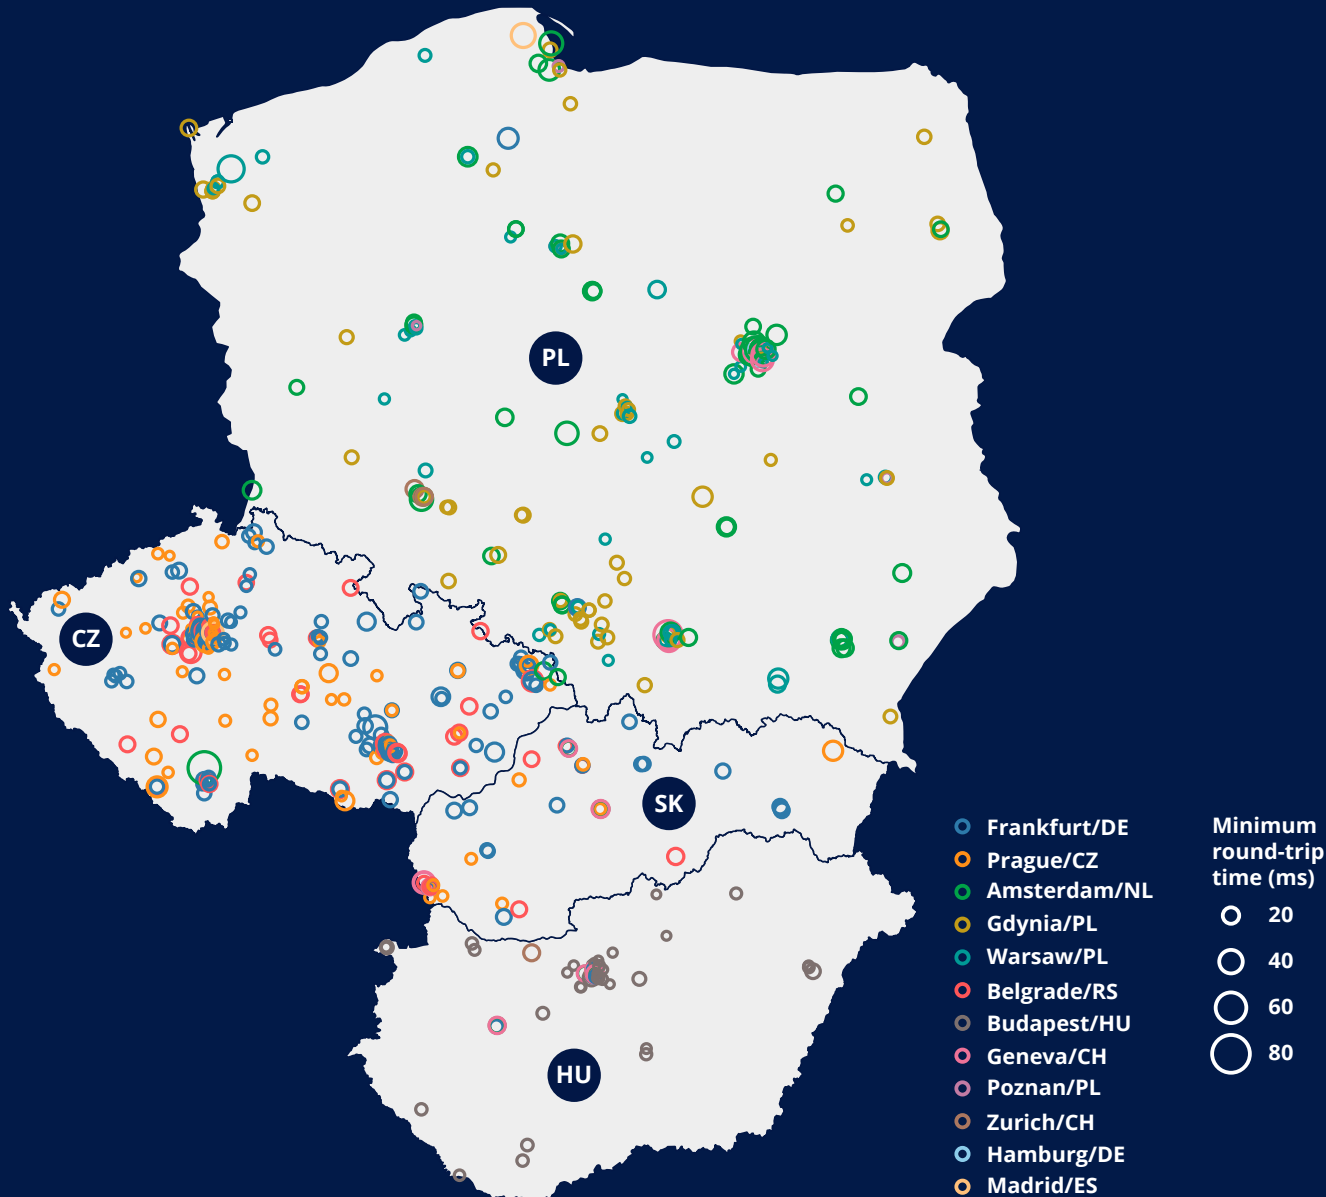 PL
CZ
SK
HU
Frankfurt/DE
Prague/CZ
Amsterdam/NL
Gdynia/PL
Warsaw/PL
Belgrade/RS
Budapest/HU
Geneva/CH
Poznan/PL
Zurich/CH
Hamburg/DE
Madrid/ES
Minimum
round-trip
time (ms)
20
40
60
80